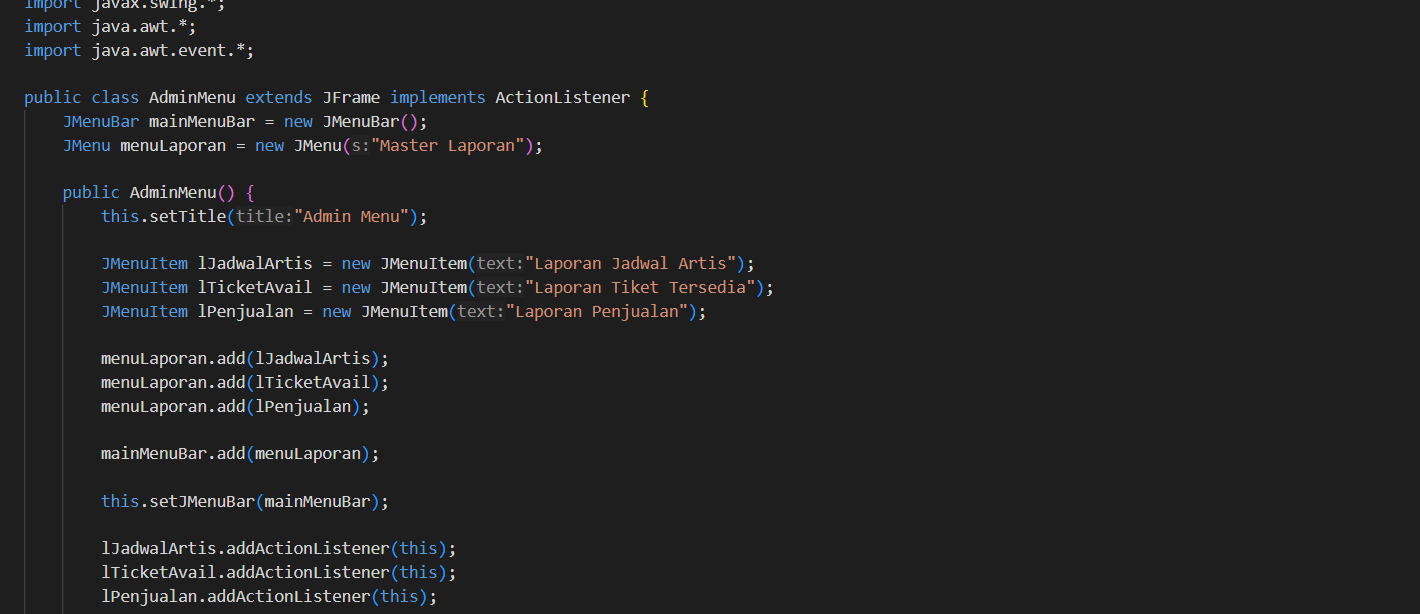 import javax.swing.*;
import java.awt.*;
import java.awt.event.*;
public class AdminMenu extends JFrame implements ActionListener {
JMenuBar mainMenuBar = new JMenuBar();
JMenu menuLaporan = new JMenu(s:"Master Laporan");
public AdminMenu() {
this.setTitle(title:"Admin Menu");
JMenuItem lJadwalArtis = new JMenuItem(text:"Laporan Jadwal Artis");
JMenuItem lTicketAvail = new JMenuItem(text:"Laporan Tiket Tersedia");
JMenuItem lPenjualan = new JMenuItem(text:"Laporan Penjualan");
menuLaporan.add(lJadwalArtis);
menuLaporan.add(lTicketAvail);
menuLaporan.add(lPenjualan);
mainMenuBar.add(menuLaporan);
this.setJMenuBar(mainMenuBar);
lJadwalArtis.addActionListener(this);
lTicketAvail.addActionListener(this);
lPenjualan.addActionListener(this);